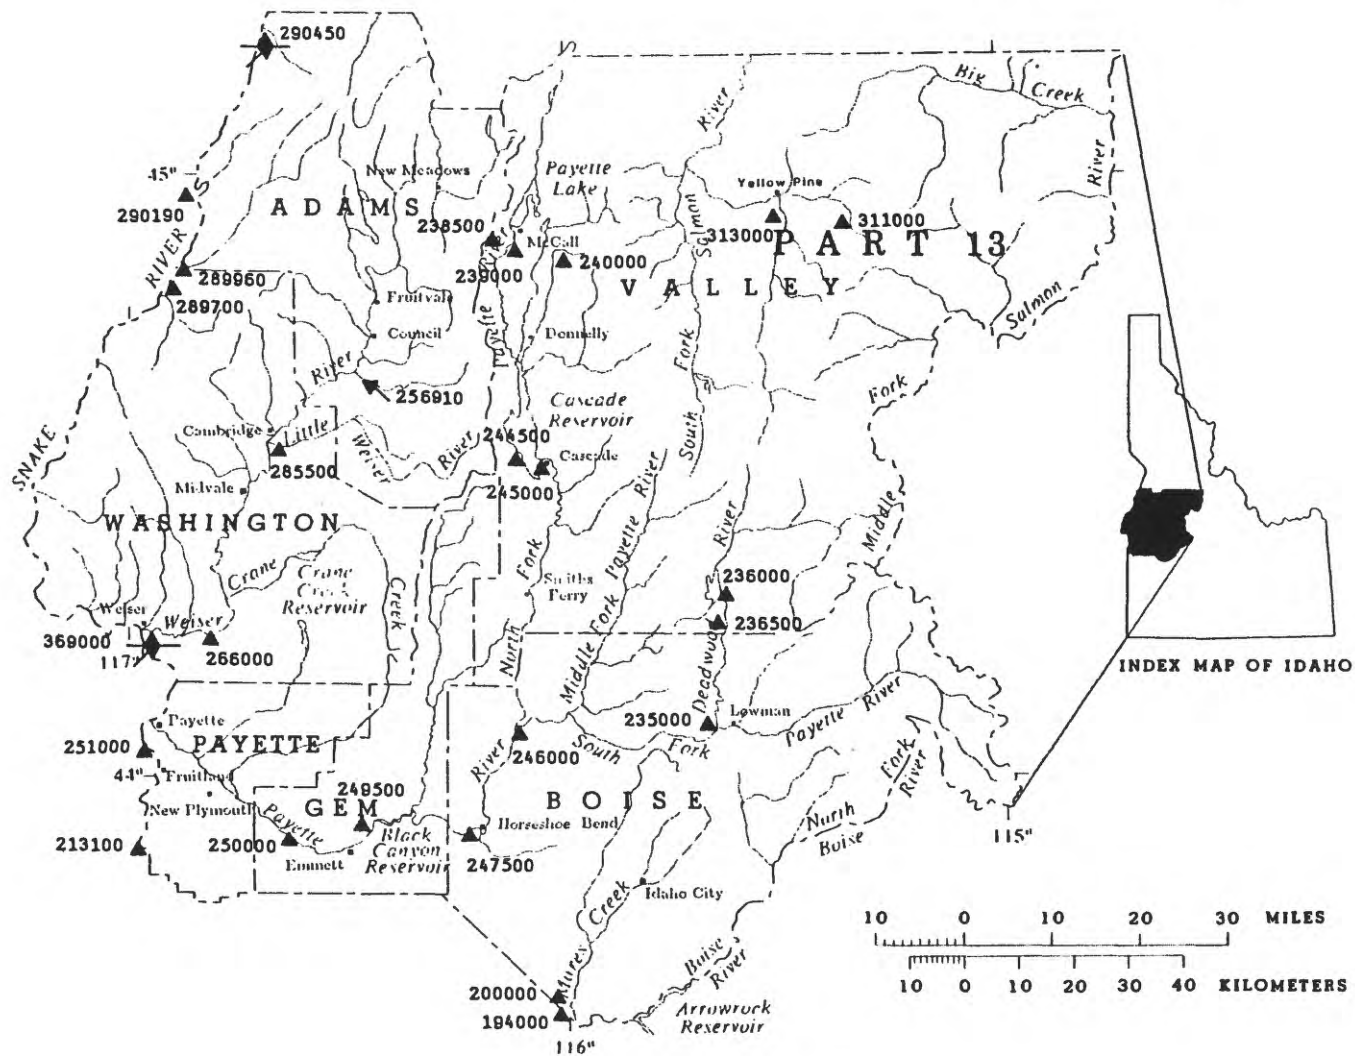 290450
Big
Creek
River
River
New Meadows
Payette
Lake
45°
Yellow Pine
290190
ADAMS
Salmon
238500
McCall
313000
311000
PART 13
RIVER
River
239000
240000
289960
VALLEY
289700
Fruitvale
Salmon
Council
Payette
Donnelly
Fork
River
256910
Fork
Cascade
Reservoir
Cambridge
Little
Weiser
River
244500
South
SNAKE
285500
Cascade
Midvale
245000
River
WASHINGTON
River
Middle
Crane
Crane
Creek
Reservoir
Creek
Fork
Payette
Smiths
Ferry
236000
Weiser
Weiser
236500
369000
117°
266000
North
Middle Fork
Deadwood
INDEX MAP OF IDAHO
Payette
235000
Lowman
River
251000
PAYETTE
246000
South
Fork
Payette
44°
Fruitland
River
Fork
River
249500
New Plymouth
GEM
BOISE
Payette
Horseshoe Bend
North
Boise
115°
213100
250000
Black
Canyon
Reservoir
Emmett
247500
Idaho City
Creek
10 0 10 20 30 MILES
Mores
Boise
River
10 0 10 20 30 40 KILOMETERS
200000
194000
Arrowrock
Reservoir
116°